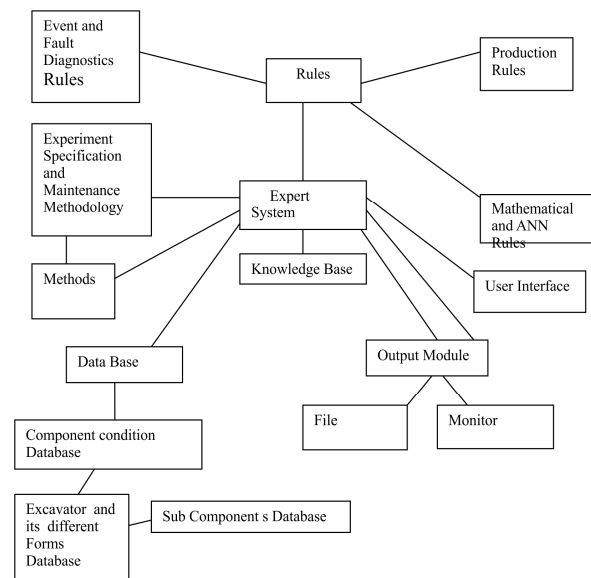 Event and
Fault
Diagnostics
Rules
Rules
Production
Rules
Experiment
Specification
and
Maintenance
Methodology
Expert
System
Mathematical
and ANN
Rules
Methods
Knowledge Base
User Interface
Data Base
Output Module
File
Monitor
Component condition
Database
Excavator and
its different
Forms
Database
Sub Component s Database